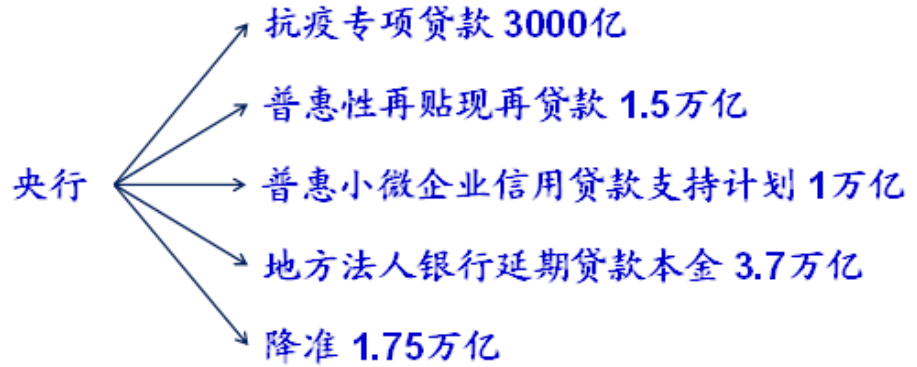 抗疫专项贷款 3000亿
普惠性再贴现再贷款 1.5万亿
央行
普惠小微企业信用贷款支持计划 1万亿
地方法人银行延期贷款本金 3.7万亿
降准 1.75万亿